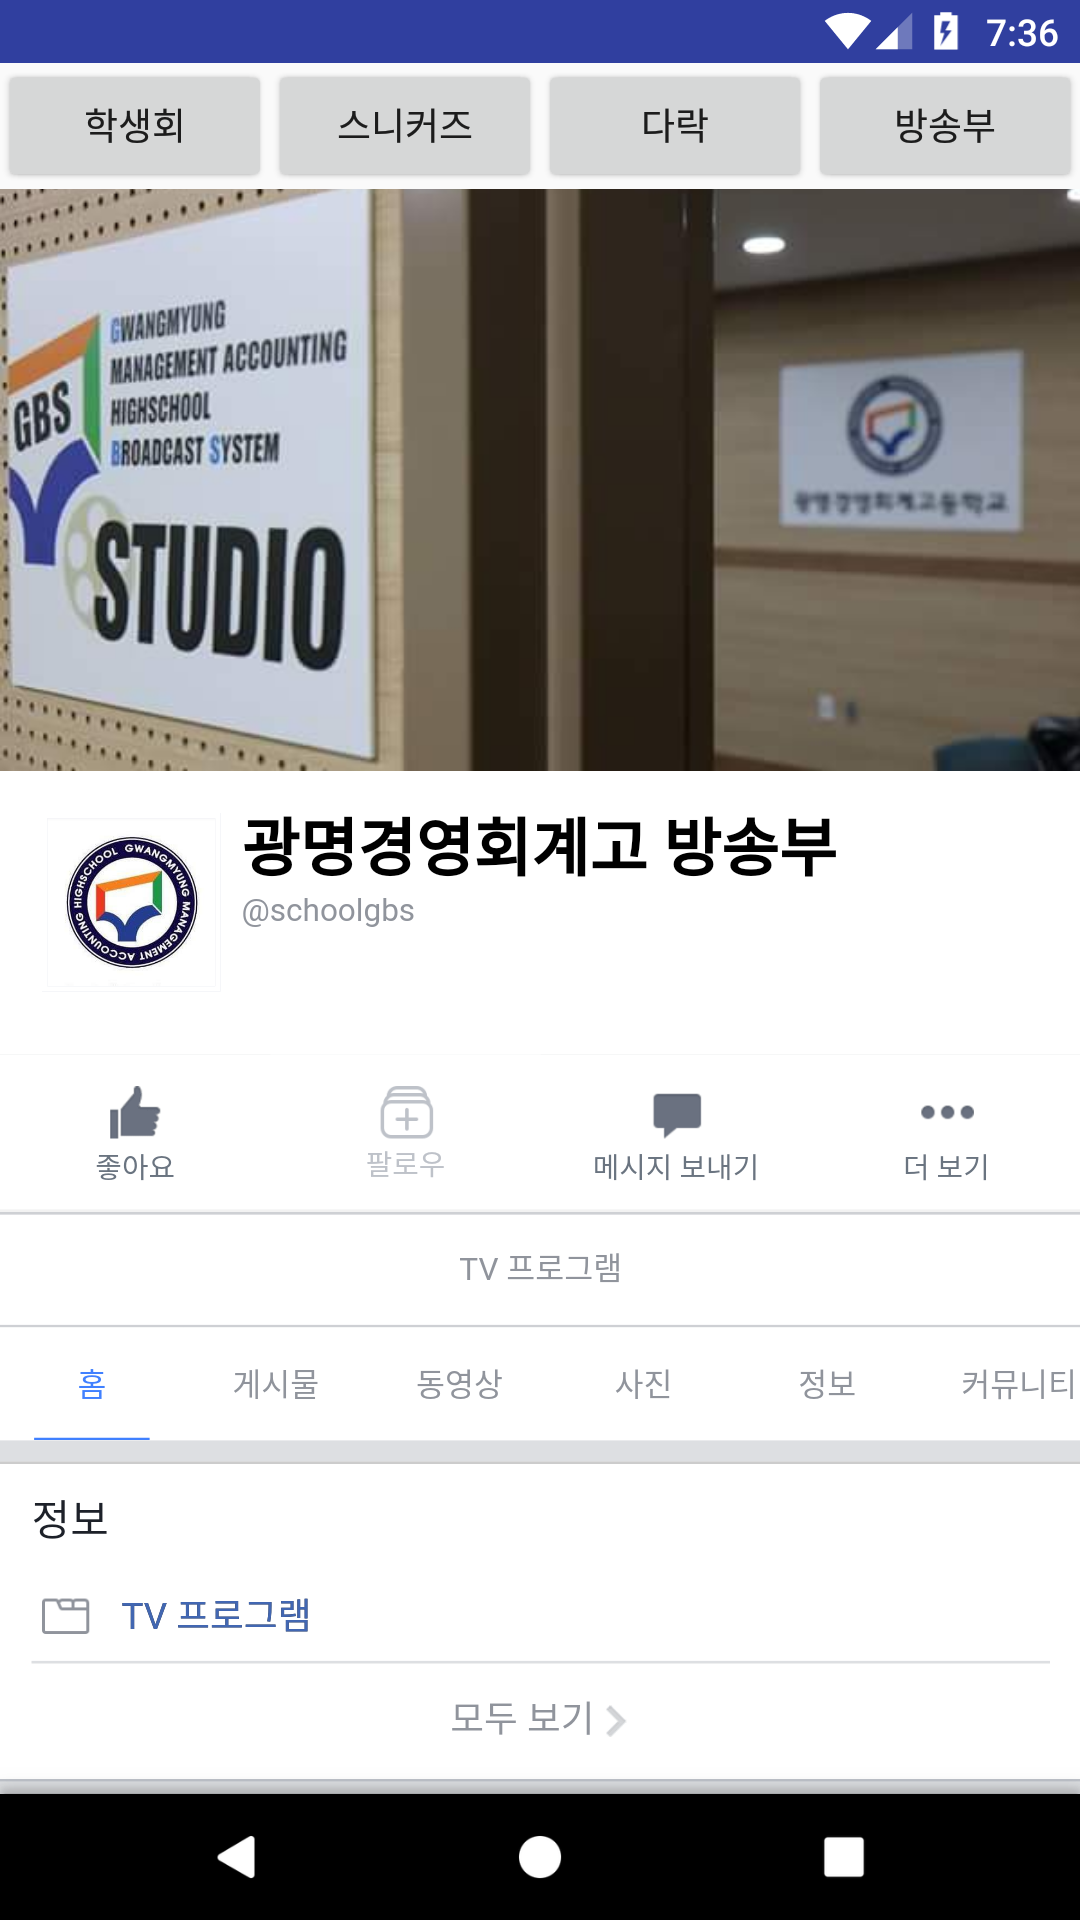 7:36
학생회
스니커즈
다락
방송부
GWANGMYUNG
MANAGEMENT ACCOUNTING
HIGHSCHOOL
BROADCAST SYSTEM
GBS
STUDIO
광명경영회계고등학교
광명경영회계고 방송부
@schoolgbs
GWANGMYUNG MANAGEMENT ACCOUNTING HIGHSCHOOL
좋아요
팔로우
메시지 보내기
더 보기
TV 프로그램
홈
게시물
동영상
사진
정보
커뮤니티
정보
TV 프로그램
모두 보기